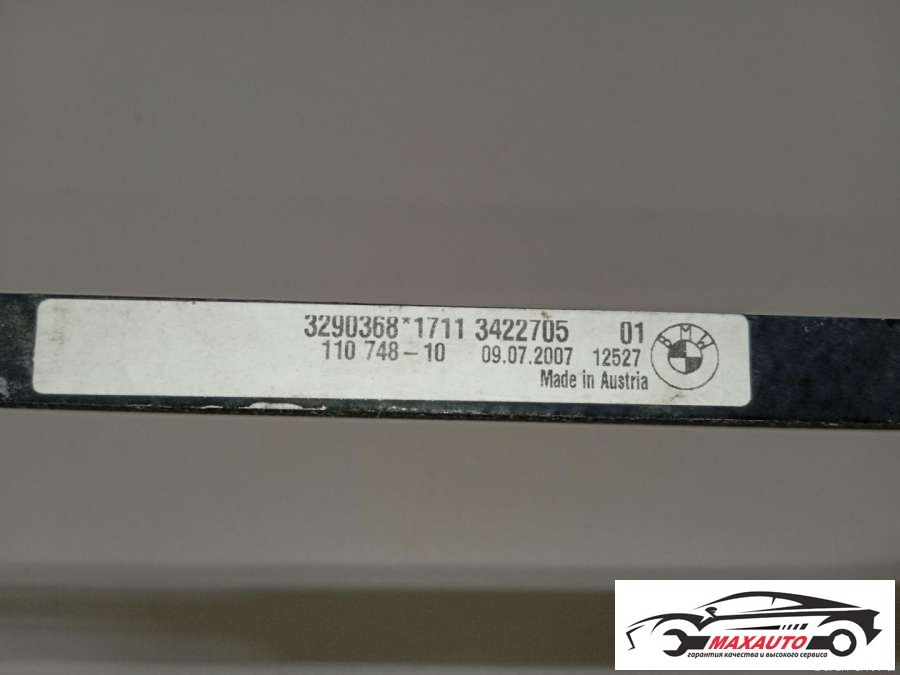 3290368*1711 3422705 01
110 748-10 09.07.2007 12527
Made in Austria
BMW
MAXAUTO
гарантия качества и высокого сервиса